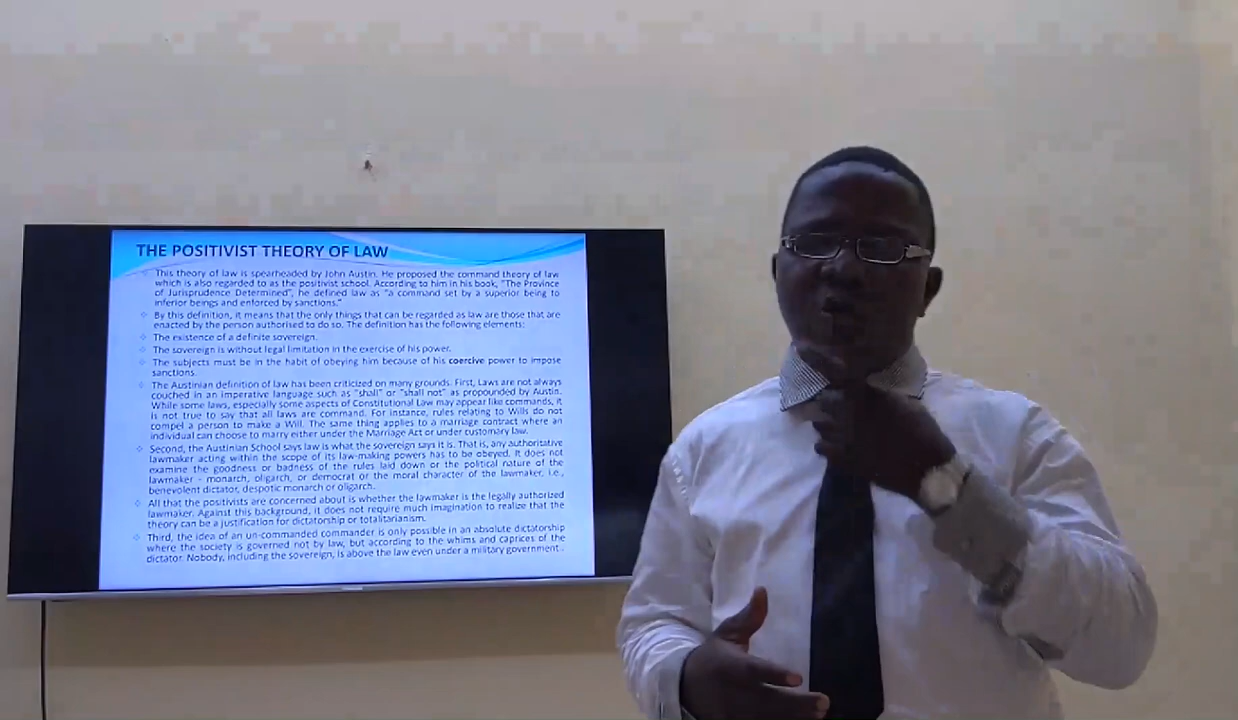 THE POSITIVIST THEORY OF LAW
This theory of law is spearheaded by John Austin. He proposed the command theory of law
which is also regarded to as the positivist school. According to him in his book, "The Province
of Jurisprudence Determined", he defined law as "a command set by a superior being to
inferior beings and enforced by sanctions."
By this definition, it means that the only things that can be regarded as law are those that are
enacted by the person authorised to do so. The definition has the following elements:
The existence of a definite sovereign.
The sovereign is without legal limitation in the exercise of his power.
The subjects must be in the habit of obeying him because of his coercive power to impose
sanctions.
The Austinian definition of law has been criticized on many grounds. First, Laws are not always
couched in an imperative language such as "shall" or "shall not" as propounded by Austin.
While some laws, especially some aspects of Constitutional Law may appear like commands, it
is not true to say that all laws are command. For instance, rules relating to Wills do not
compel a person to make a Will. The same thing applies to a marriage contract where an
individual can choose to marry either under the Marriage Act or under customary law.
Second, the Austinian School says law is what the sovereign says it is. That is, any authoritative
lawmaker acting within the scope of its law-making powers has to be obeyed. It does not
examine the goodness or badness of the rules laid down or the political nature of the
lawmaker - monarch, oligarch, or democrat or the moral character of the lawmaker, i.e.,
benevolent dictator, despotic monarch or oligarch.
All that the positivists are concerned about is whether the lawmaker is the legally authorized
lawmaker. Against this background, it does not require much imagination to realize that the
theory can be a justification for dictatorship or totalitarianism.
Third, the idea of an un-commanded commander is only possible in an absolute dictatorship
where the society is governed not by law, but according to the whims and caprices of the
dictator. Nobody, including the sovereign, is above the law even under a military government.